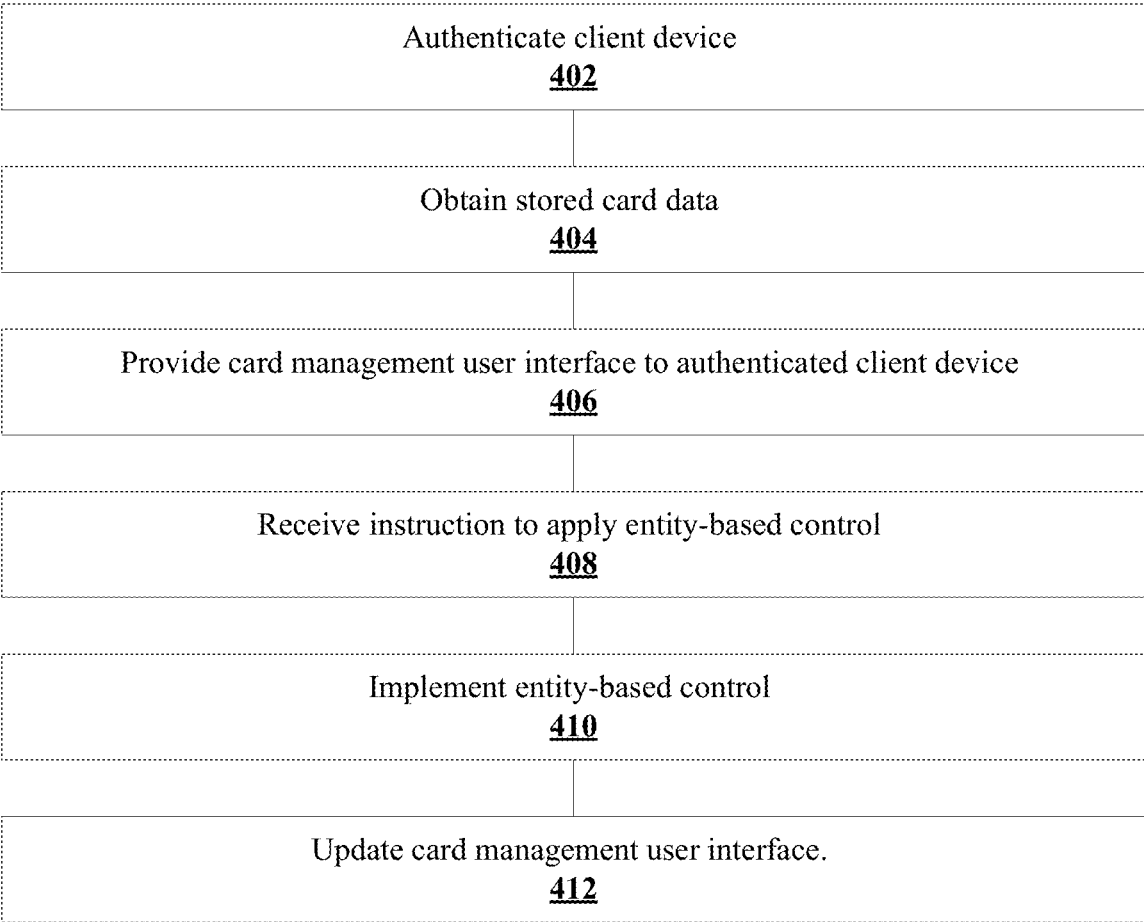 Authenticate client device
402
Obtain stored card data
404
Provide card management user interface to authenticated client device
406
Receive instruction to apply entity-based control
408
Implement entity-based control
410
Update card management user interface.
412